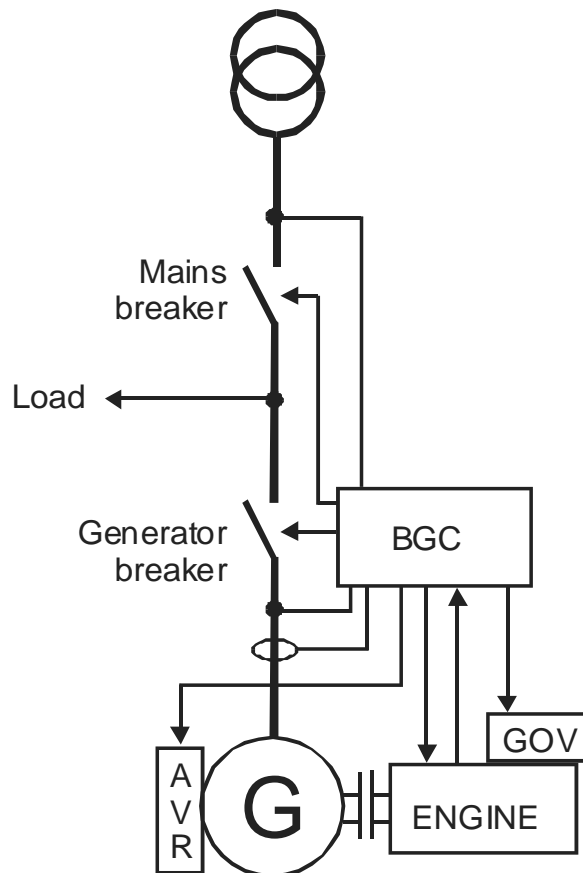 Mains
breaker
Load
Generator
breaker
BGC
GOV
A
V
R
G
ENGINE